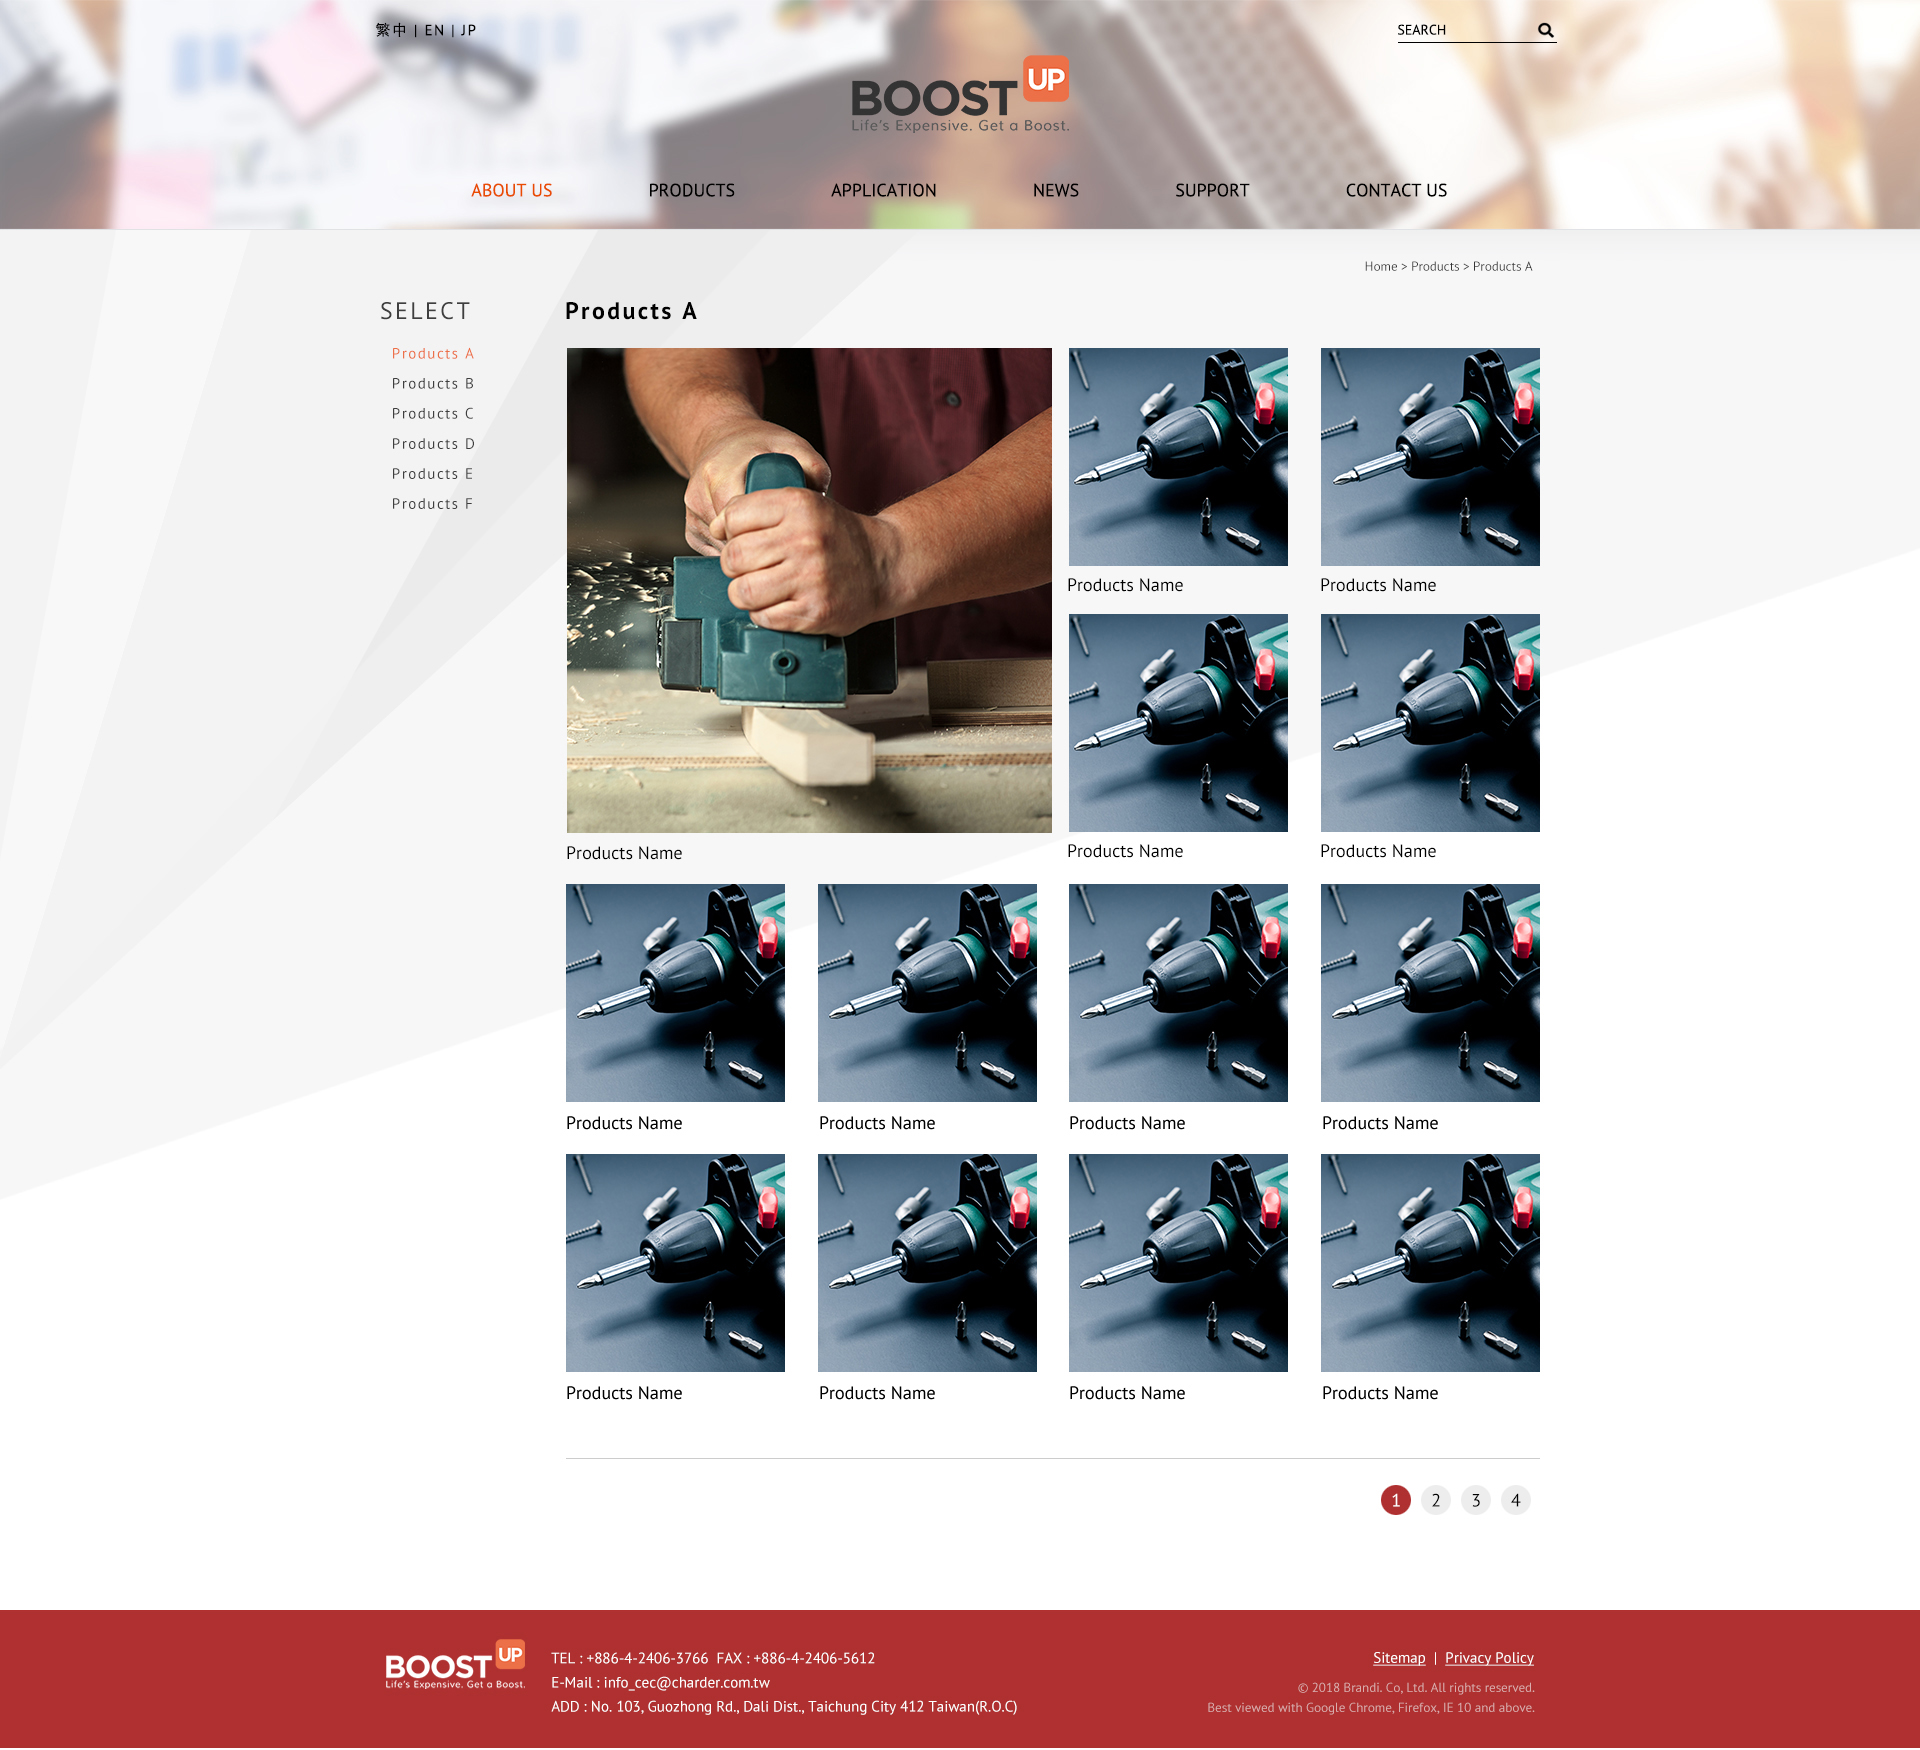 繁中 | EN | JP
SEARCH
BOOST UP
Life's Expensive. Get a Boost.
ABOUT US PRODUCTS APPLICATION NEWS SUPPORT CONTACT US
Home > Products > Products A
SELECT
Products A
Products B
Products C
Products D
Products E
Products F
Products A
Products Name Products Name
Products Name Products Name Products Name
Products Name Products Name Products Name Products Name
Products Name Products Name Products Name Products Name
1 2 3 4
BOOST UP
Life's Expensive. Get a Boost.
TEL : +886-4-2406-3766 FAX : +886-4-2406-5612
E-Mail : info_cec@charder.com.tw
ADD : No. 103, Guozhong Rd., Dali Dist., Taichung City 412 Taiwan(R.O.C)
Sitemap | Privacy Policy
© 2018 Brandi. Co, Ltd. All rights reserved.
Best viewed with Google Chrome, Firefox, IE 10 and above.